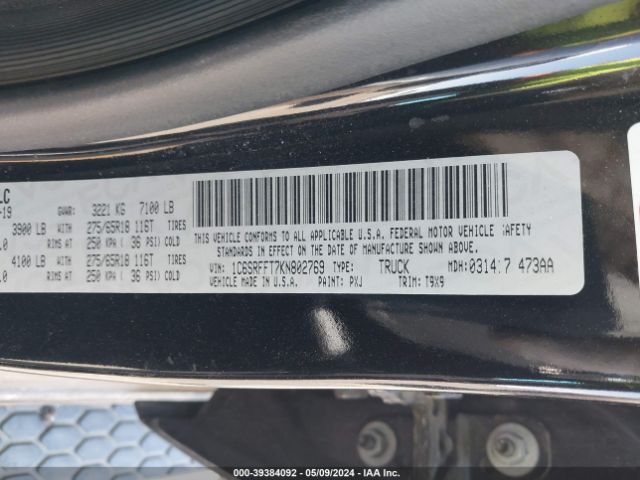 LC
-19
GVWR: 3221 KG 7100 LB
3900 LB WITH 275/65R18 116T TIRES
RIMS AT 250 KPA ( 36 PSI) COLD
4100 LB WITH 275/65R18 116T TIRES
RIMS AT 250 KPA ( 36 PSI) COLD
THIS VEHICLE CONFORMS TO ALL APPLICABLE U.S.A. FEDERAL MOTOR VEHICLE SAFETY
STANDARDS IN EFFECT ON THE DATE OF MANUFACTURE SHOWN ABOVE.
VIN: 1C6SRFFT7KN802769 TYPE: TRUCK MDH:031417 473AA
VEHICLE MADE IN U.S.A. PAINT: PXJ TRIM: T9X9
000-39384092 - 05/09/2024 - IAA Inc.